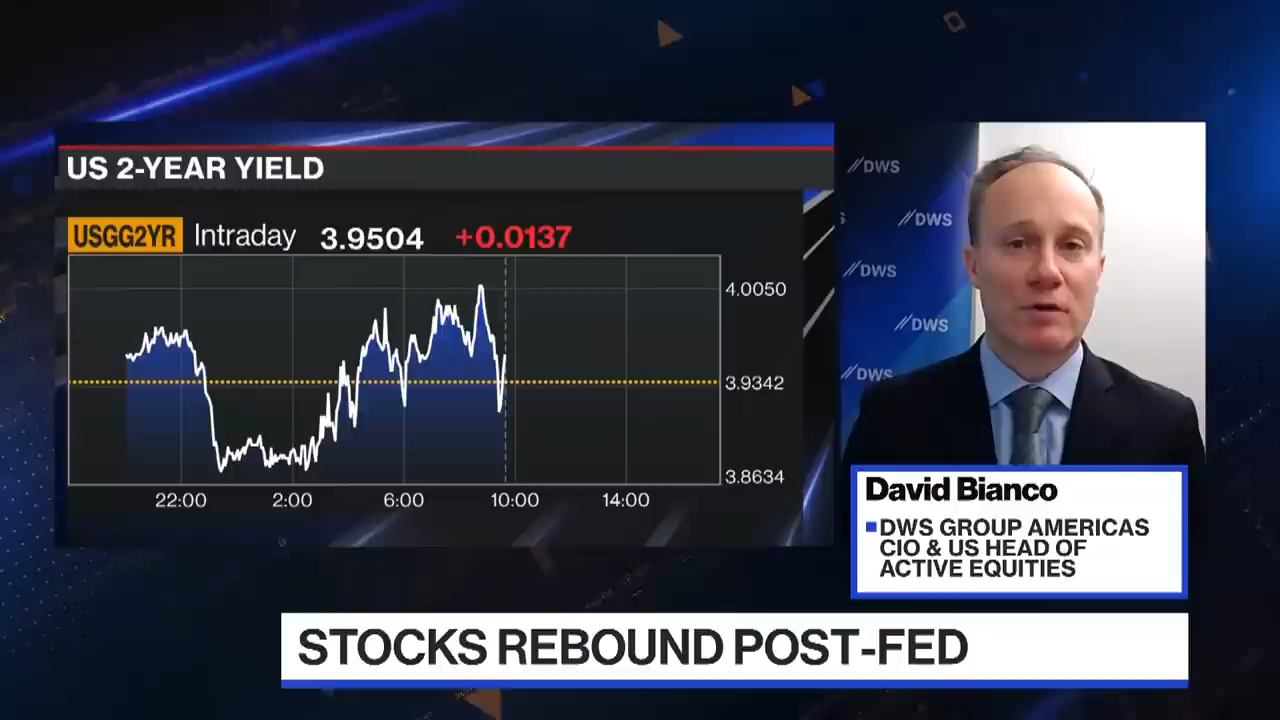 US 2-YEAR YIELD
USGG2YR Intraday 3.9504 +0.0137
4.0050
3.9342
3.8634
22:00 2:00 6:00 10:00 14:00
DWS
DWS
DWS
DWS
DWS
David Bianco
DWS GROUP AMERICAS
CIO & US HEAD OF
ACTIVE EQUITIES
STOCKS REBOUND POST-FED